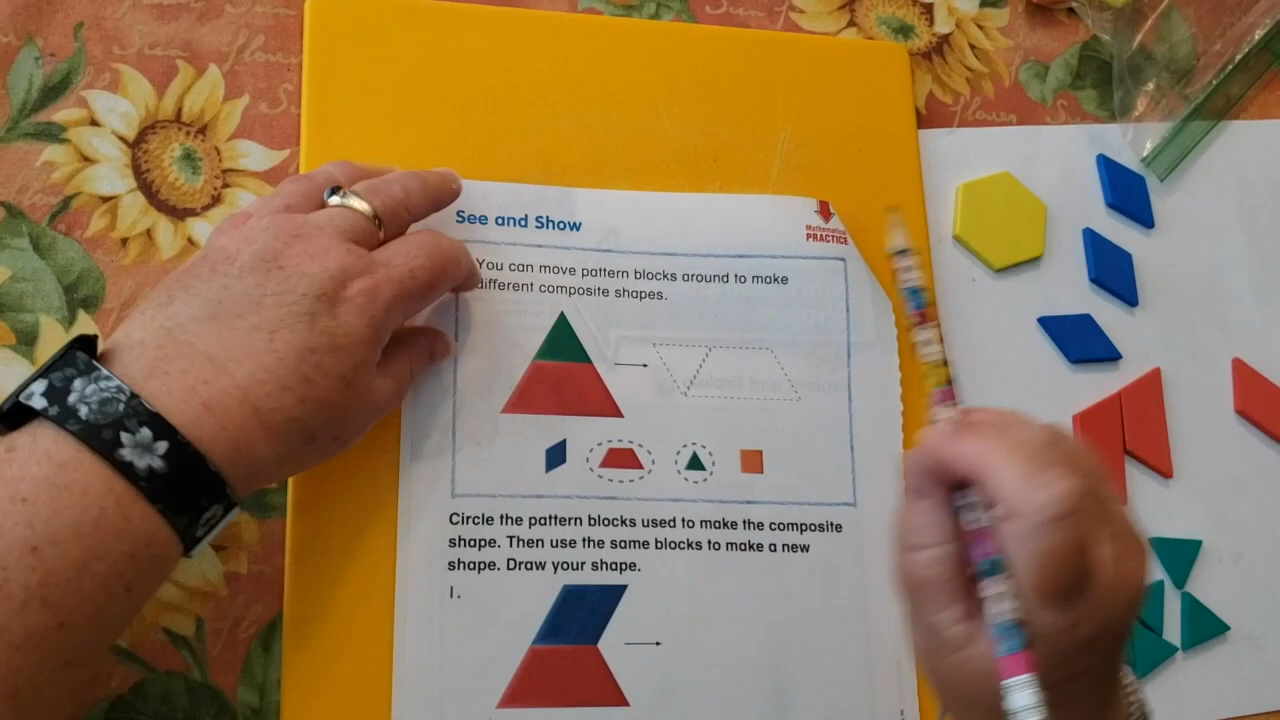 See and Show
Mathematical
PRACTICE
You can move pattern blocks around to make
different composite shapes.
Circle the pattern blocks used to make the composite
shape. Then use the same blocks to make a new
shape. Draw your shape.
1.